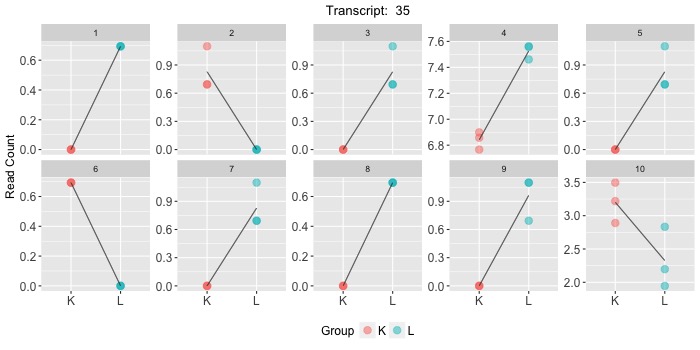 Transcript: 35
1 2 3 4 5
0.6 0.4 0.2 0.0
0.9 0.6 0.3 0.0
0.9 0.6 0.3 0.0
7.6 7.4 7.2 7.0 6.8
0.9 0.6 0.3 0.0
Read Count
6 7 8 9 10
0.6 0.4 0.2 0.0
0.9 0.6 0.3 0.0
0.6 0.4 0.2 0.0
0.9 0.6 0.3 0.0
3.5 3.0 2.5 2.0
K L K L K L K L K L
Group K L